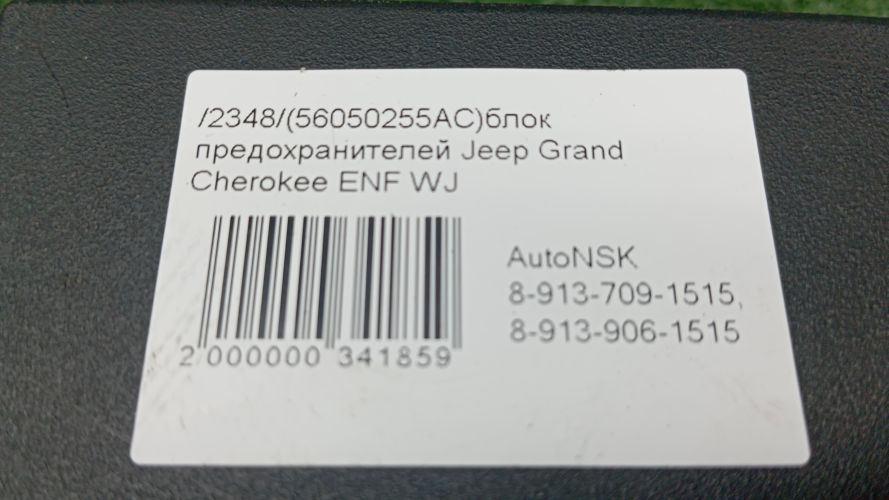 /2348/(56050255AC)блок
предохранителей Jeep Grand
Cherokee ENF WJ
AutoNSK
8-913-709-1515,
8-913-906-1515
2 000000 341859